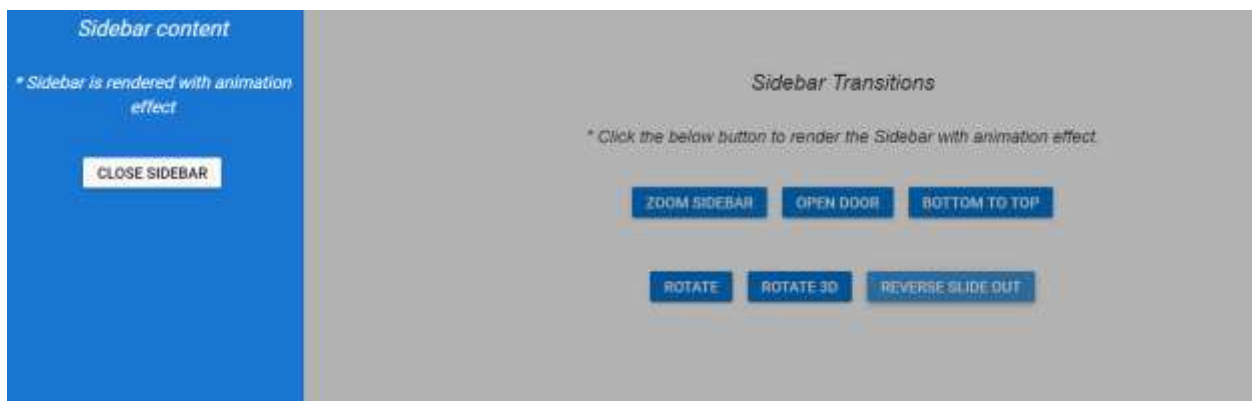 Sidebar content
* Sidebar is rendered with animation
effect
CLOSE SIDEBAR
Sidebar Transitions
* Click the below button to render the Sidebar with animation effect.
ZOOM SIDEBAR OPEN DOOR BOTTOM TO TOP
ROTATE ROTATE 3D REVERSE SLIDE OUT